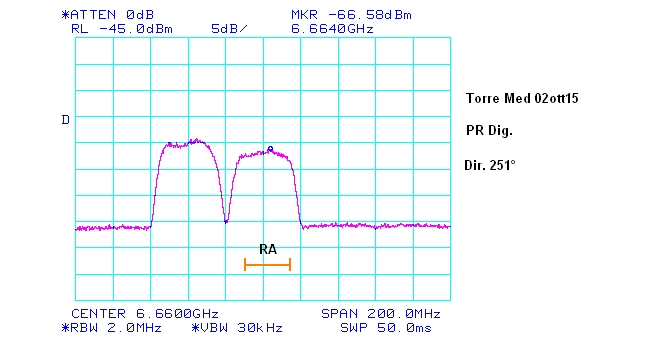 *ATTEN 0dB MKR -66.58dBm
RL -45.0dBm 5dB/ 6.6640GHz
D
Torre Med 02ott15
PR Dig.
Dir. 251°
RA
CENTER 6.6600GHz SPAN 200.0MHz
*RBW 2.0MHz *VBW 30kHz SWP 50.0ms